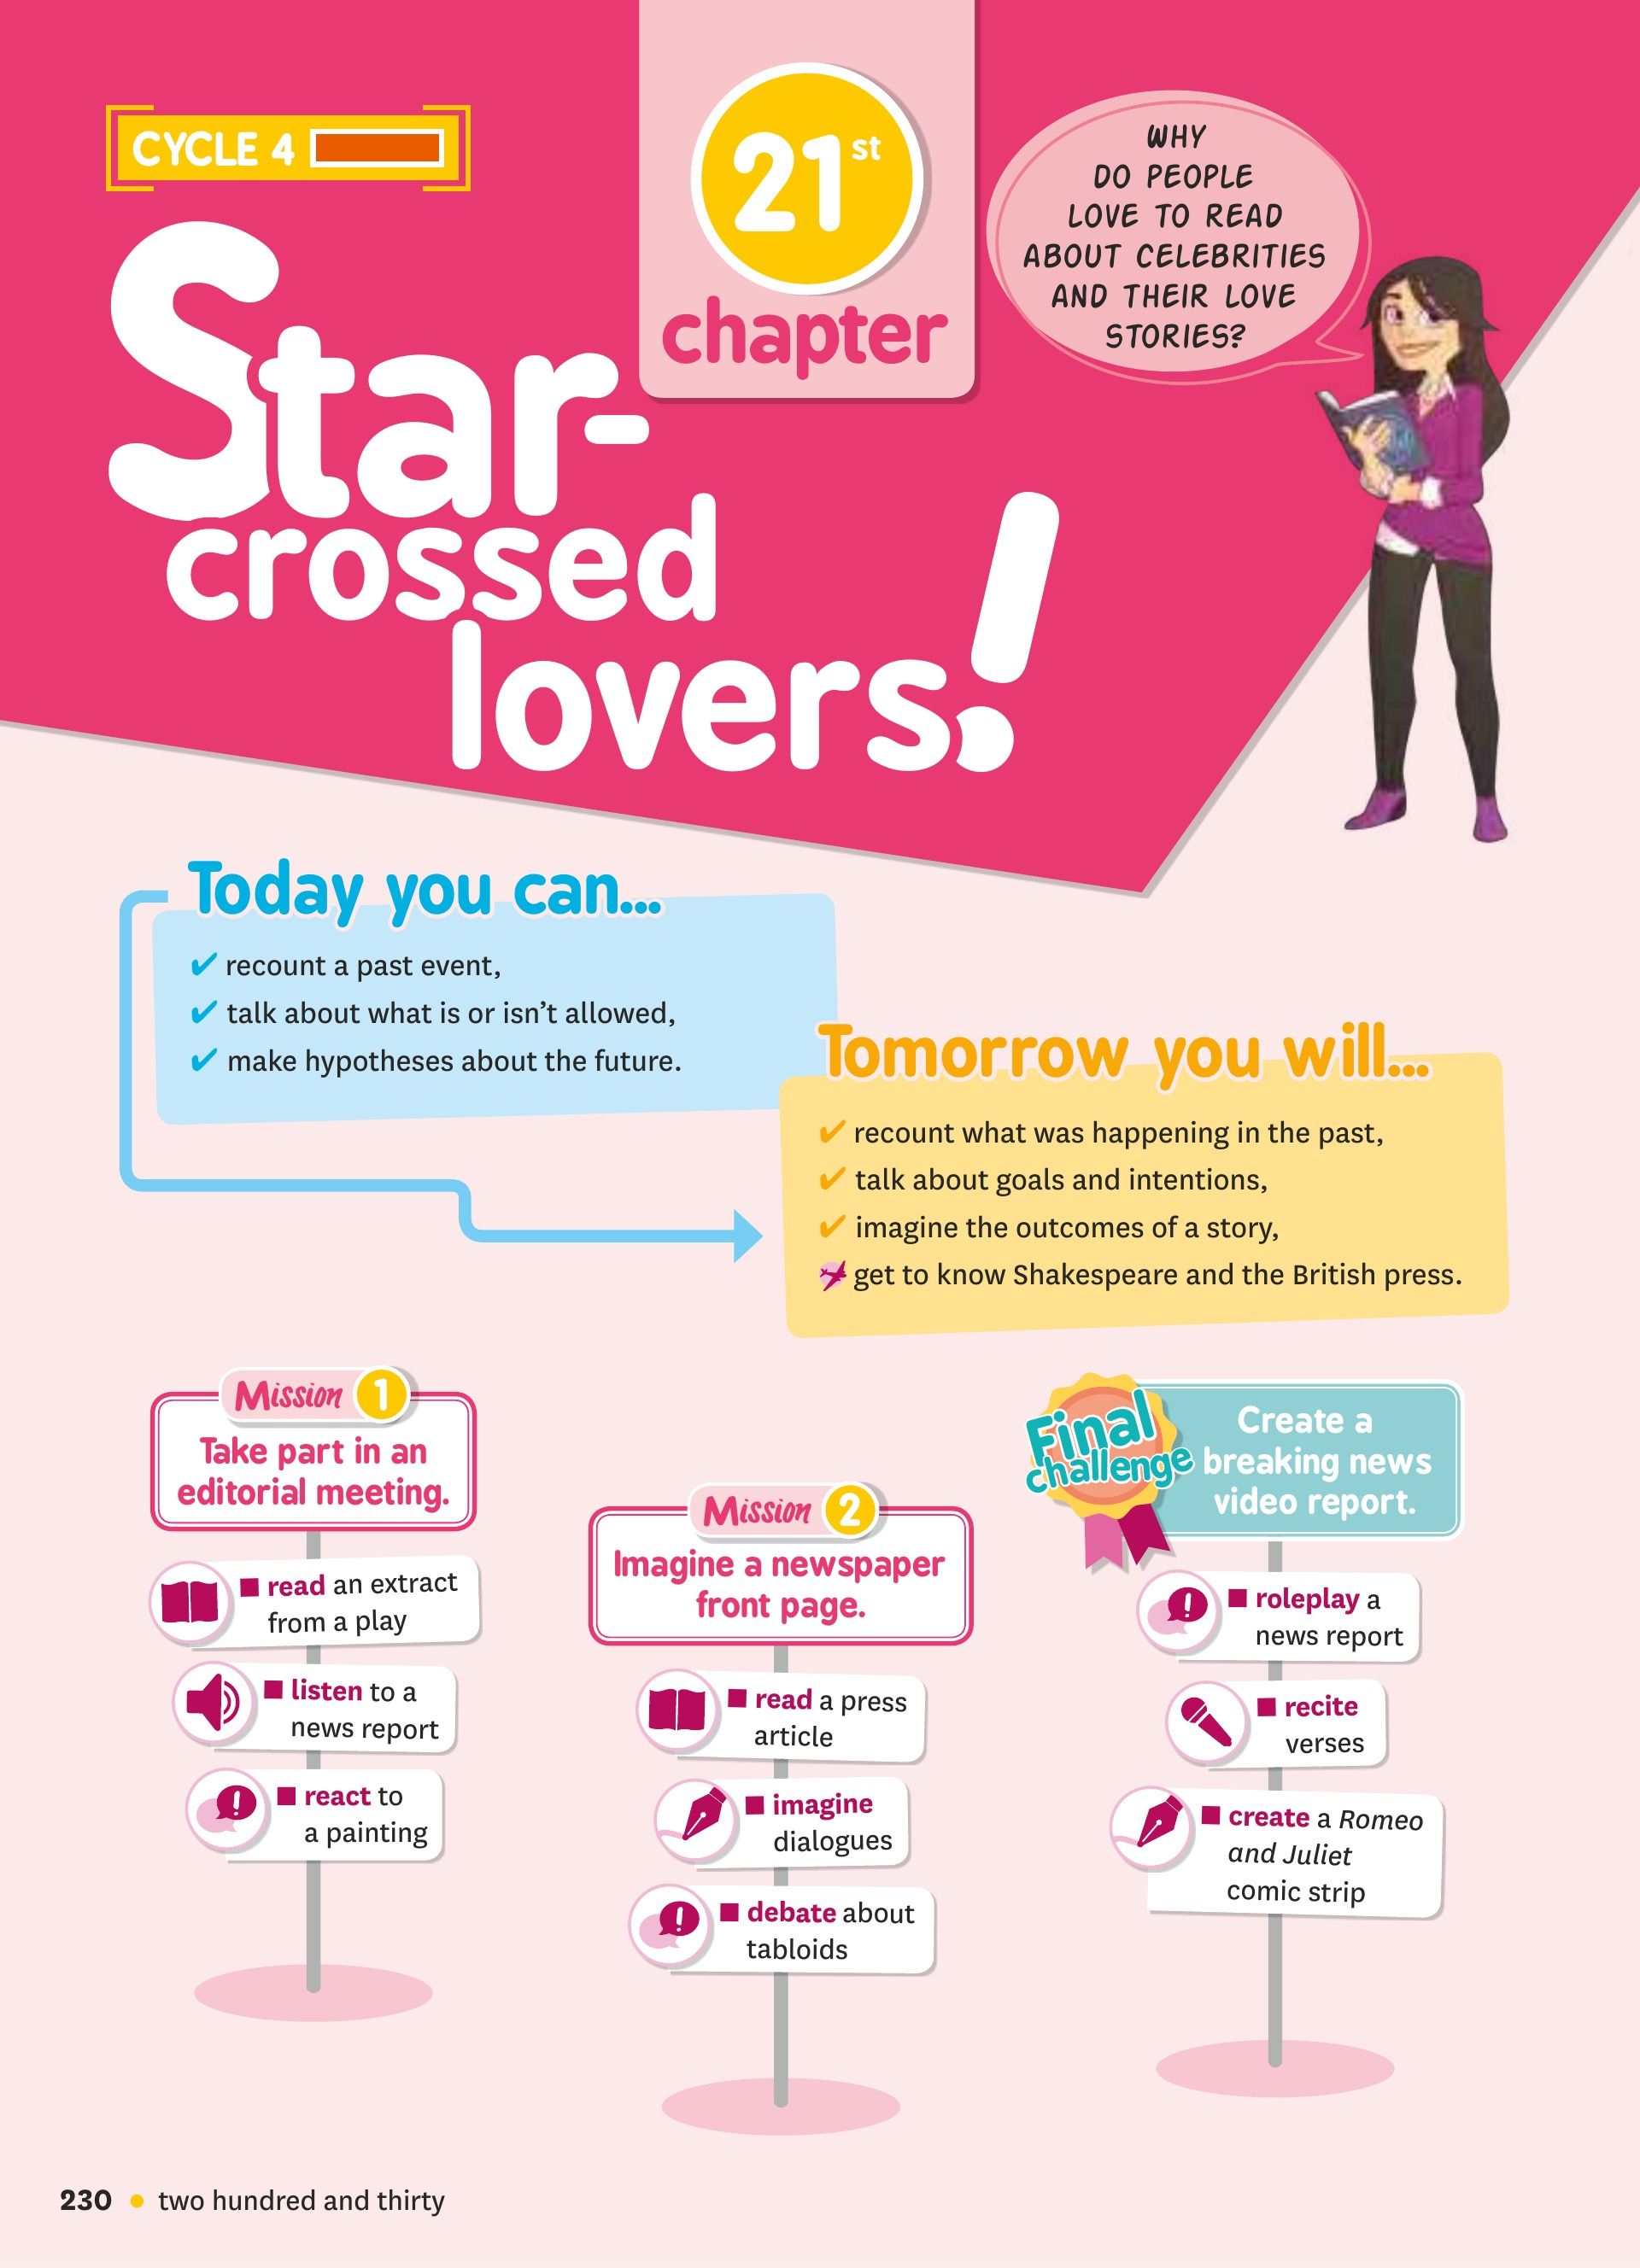 CYCLE 4
21st
chapter
WHY
DO PEOPLE
LOVE TO READ
ABOUT CELEBRITIES
AND THEIR LOVE
STORIES?
Star-
crossed
lovers!
Today you can...
✔ recount a past event,
✔ talk about what is or isn't allowed,
✔ make hypotheses about the future.
Tomorrow you will...
✔ recount what was happening in the past,
✔ talk about goals and intentions,
✔ imagine the outcomes of a story,
get to know Shakespeare and the British press.
Mission 1
Take part in an
editorial meeting.
■ read an extract
from a play
■ listen to a
news report
■ react to
a painting
Mission 2
Imagine a newspaper
front page.
■ read a press
article
■ imagine
dialogues
■ debate about
tabloids
Final
challenge
Create a
breaking news
video report.
■ roleplay a
news report
■ recite
verses
■ create a Romeo
and Juliet
comic strip
230 • two hundred and thirty